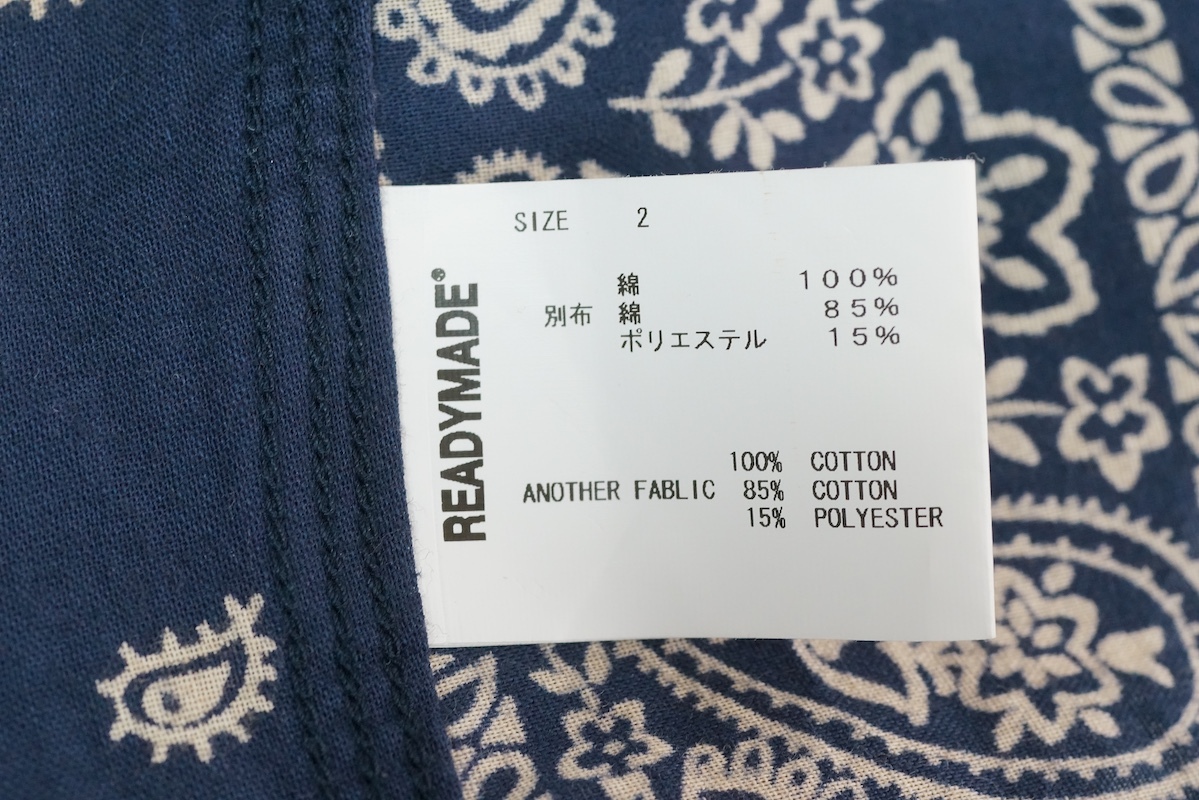 SIZE 2
綿 100%
別布 綿 85%
ポリエステル 15%
100% COTTON
ANOTHER FABLIC 85% COTTON
15% POLYESTER
READYMADE®